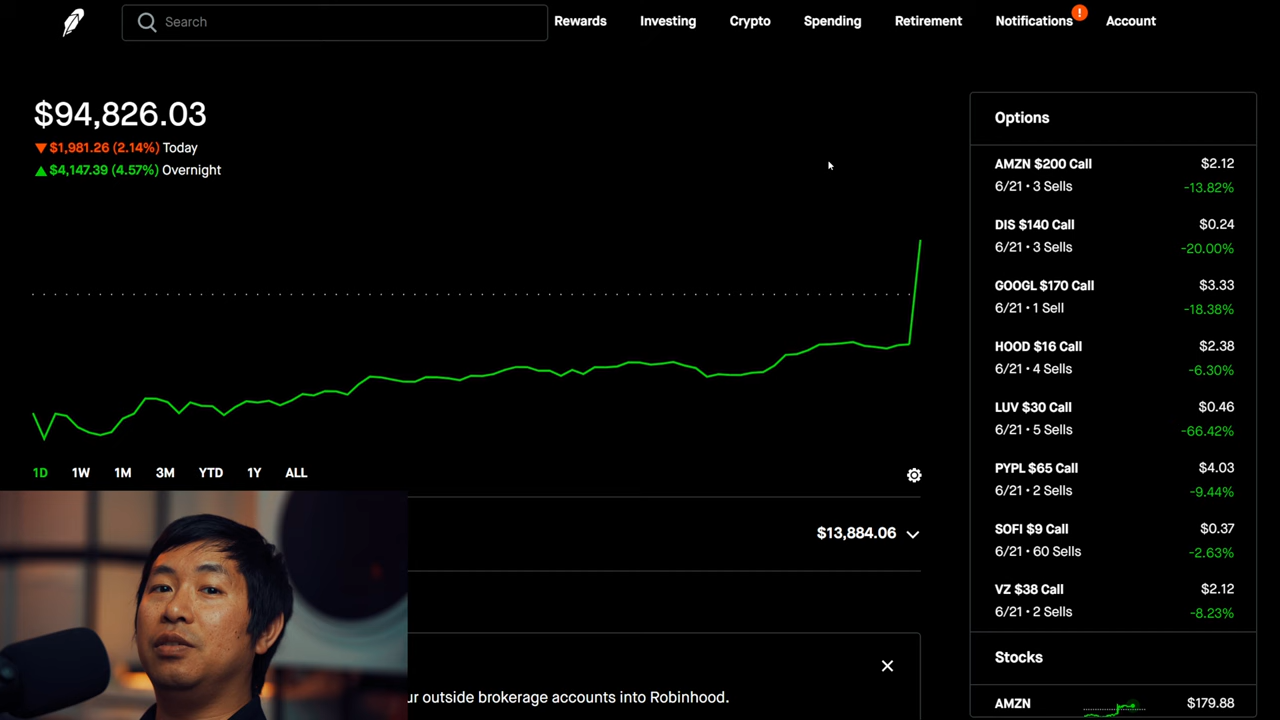 Search
Rewards
Investing
Crypto
Spending
Retirement
Notifications
!
Account
$94,826.03
▼ $1,981.26 (2.14%) Today
▲ $4,147.39 (4.57%) Overnight
1D 1W 1M 3M YTD 1Y ALL
$13,884.06
ur outside brokerage accounts into Robinhood.
Options
AMZN $200 Call $2.12
6/21 • 3 Sells -13.82%
DIS $140 Call $0.24
6/21 • 3 Sells -20.00%
GOOGL $170 Call $3.33
6/21 • 1 Sell -18.38%
HOOD $16 Call $2.38
6/21 • 4 Sells -6.30%
LUV $30 Call $0.46
6/21 • 5 Sells -66.42%
PYPL $65 Call $4.03
6/21 • 2 Sells -9.44%
SOFI $9 Call $0.37
6/21 • 60 Sells -2.63%
VZ $38 Call $2.12
6/21 • 2 Sells -8.23%
Stocks
AMZN $179.88